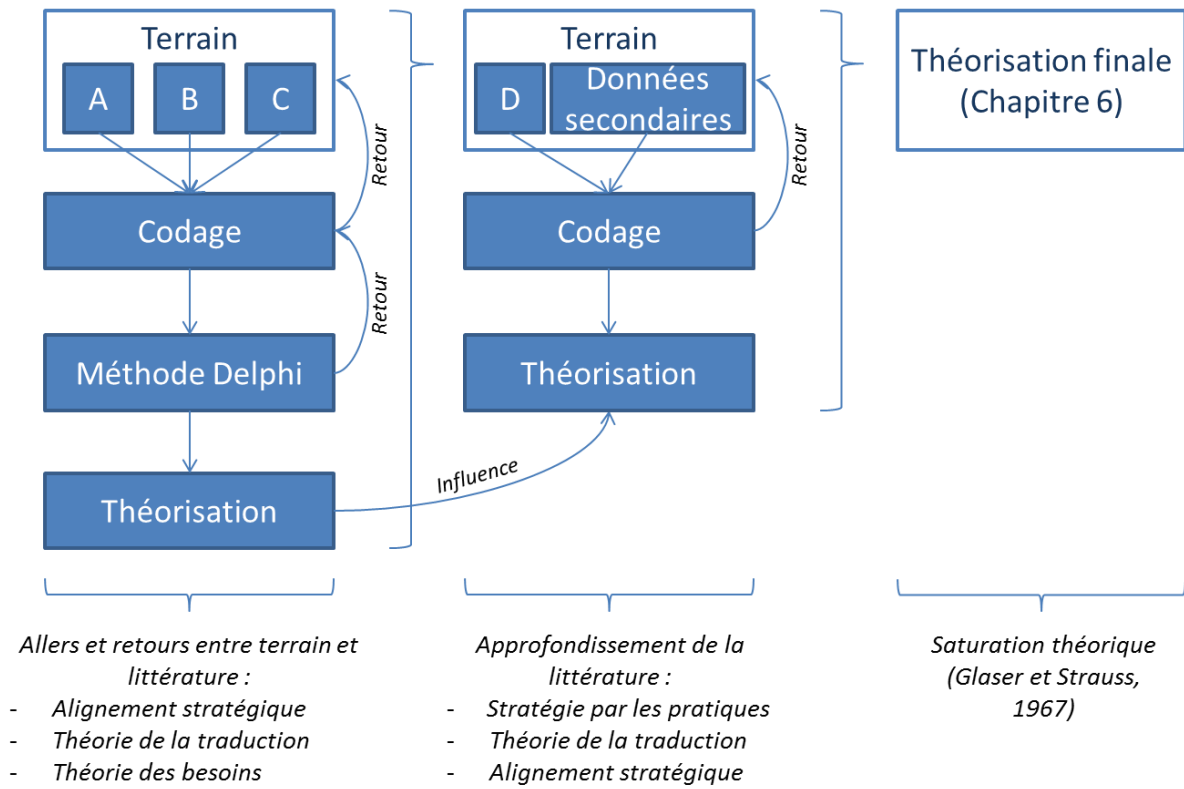 Terrain
A
B
C
Retour
Codage
Retour
Méthode Delphi
Théorisation
Influence
Allers et retours entre terrain et
littérature :
- Alignement stratégique
- Théorie de la traduction
- Théorie des besoins
Terrain
D
Données
secondaires
Retour
Codage
Théorisation
Approfondissement de la
littérature :
- Stratégie par les pratiques
- Théorie de la traduction
- Alignement stratégique
Théorisation finale
(Chapitre 6)
Saturation théorique
(Glaser et Strauss,
1967)